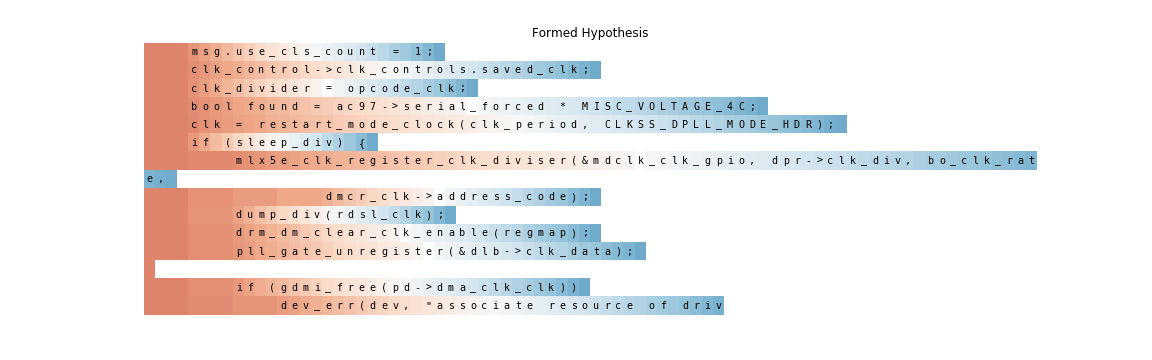 Formed Hypothesis
msg.use_cls_count = 1;
clk_control->clk_controls.saved_clk;
clk_divider = opcode_clk;
bool found = ac97->serial_forced * MISC_VOLTAGE_4C;
clk = restart_mode_clock(clk_period, CLKSS_DPLL_MODE_HDR);
if (sleep_div) {
mlx5e_clk_register_clk_diviser(&mdclk_clk_gpio, dpr->clk_div, bo_clk_rat
e,
dmcr_clk->address_code);
dump_div(rdsl_clk);
drm_dm_clear_clk_enable(regmap);
pll_gate_unregister(&dlb->clk_data);
if (gdmi_free(pd->dma_clk_clk))
dev_err(dev, "associate resource of driv